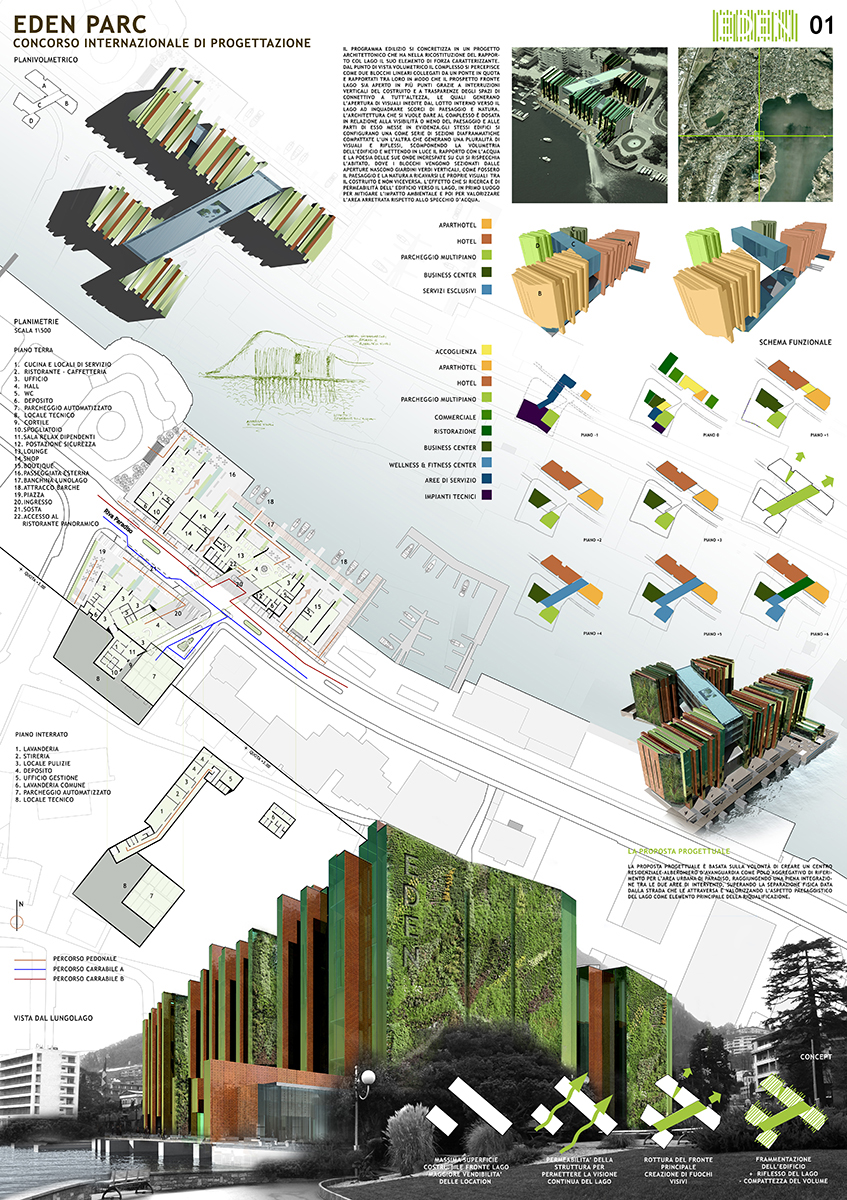 EDEN PARC
CONCORSO INTERNAZIONALE DI PROGETTAZIONE
EDEN 01
PLANIVOLMETRICO
A
C
B
D
IL PROGRAMMA EDILIZIO SI CONCRETIZZA IN UN PROGETTO
ARCHITETTONICO CHE HA NELLA RICOSTITUZIONE DEL RAPPOR-
TO COL LAGO IL SUO ELEMENTO DI FORZA CARATTERIZZANTE.
DAL PUNTO DI VISTA VOLUMETRICO IL COMPLESSO SI PERCEPISCE
COME DUE BLOCCHI LINEARI COLLEGATI DA UN PONTE IN QUOTA
E RAPPORTATI TRA LORO IN MODO CHE IL PROSPETTO FRONTE
LAGO SIA APERTO IN PIÙ PUNTI GRAZIE A INTERRUZIONI
VERTICALI DEL COSTRUITO E A TRASPARENZE DEGLI SPAZI DI
CONNETTIVO A TUTT'ALTEZZA, LE QUALI GENERANO
L'APERTURA DI VISUALI INEDITE DAL LOTTO INTERNO VERSO IL
LAGO AD INQUADRARE SCORCI DI PAESAGGIO E NATURA.
L'ARCHITETTURA CHE SI VUOLE DARE AL COMPLESSO È DOSATA
IN RELAZIONE ALLA VISIBILITÀ O MENO DEL PAESAGGIO E ALLE
PARTI DI ESSO MESSE IN EVIDENZA.GLI STESSI EDIFICI SI
CONFIGURANO UNA COME SERIE DI SEZIONI DIAFRAMMATICHE
COMPATTATE L'UN L'ALTRA CHE GENERANO UNA PLURALITÀ DI
VISUALI E RIFLESSI, SCOMPONENDO LA VOLUMETRIA
DELL'EDIFICIO E METTENDO IN LUCE IL RAPPORTO CON L'ACQUA
E LA POESIA DELLE SUE ONDE INCRESPATE SU CUI SI RISPECCHIA
L'ABITATO. DOVE I BLOCCHI VENGONO SEZIONATI DALLE
APERTURE NASCONO GIARDINI VERDI VERTICALI, COME FOSSERO
IL PAESAGGIO E LA NATURA A RICAVARSI LE PROPRIE VISUALI TRA
IL COSTRUITO E NON VICEVERSA. L'EFFETTO CHE SI RICERCA È DI
PERMEABILITÀ DELL' EDIFICIO VERSO IL LAGO, IN PRIMO LUOGO
PER MITIGARE L'IMPATTO AMBIENTALE E POI PER VALORIZZARE
L'AREA ARRETRATA RISPETTO ALLO SPECCHIO D'ACQUA.
APARTHOTEL
HOTEL
PARCHEGGIO MULTIPIANO
BUSINESS CENTER
SERVIZI ESCLUSIVI
D
C
A
B
SCHEMA FUNZIONALE
ACCOGLIENZA
APARTHOTEL
HOTEL
PARCHEGGIO MULTIPIANO
COMMERCIALE
RISTORAZIONE
BUSINESS CENTER
WELLNESS & FITNESS CENTER
AREE DI SERVIZIO
IMPIANTI TECNICI
PIANO -1
PIANO 0
PIANO +1
PIANO +2
PIANO +3
PIANO +4
PIANO +5
PIANO +6
PLANIMETRIE
SCALA 1:500
PIANO TERRA
1. CUCINA E LOCALI DI SERVIZIO
2. RISTORANTE - CAFFETTERIA
3. UFFICIO
4. HALL
5. WC
6. DEPOSITO
7. PARCHEGGIO AUTOMATIZZATO
8. LOCALE TECNICO
9. CORTILE
10.SPOGLIATOIO
11.SALA RELAX DIPENDENTI
12. POSTAZIONE SICUREZZA
13.LOUNGE
14.SHOP
15.BOUTIQUE
16.PASSEGGIATA ESTERNA
17.BANCHINA LUNGOLAGO
18.ATTRACCO BARCHE
19.PIAZZA
20.INGRESSO
21.SOSTA
22.ACCESSO AL
RISTORANTE PANORAMICO
Riva Paradiso
PIANO INTERRATO
1. LAVANDERIA
2. STIRERIA
3. LOCALE PULIZIE
4. DEPOSITO
5. UFFICIO GESTIONE
6. LAVANDERIA COMUNE
7. PARCHEGGIO AUTOMATIZZATO
8. LOCALE TECNICO
N
PERCORSO PEDONALE
PERCORSO CARRABILE A
PERCORSO CARRABILE B
VISTA DAL LUNGOLAGO
EDEN
LA PROPOSTA PROGETTUALE
LA PROPOSTA PROGETTUALE È BASATA SULLA VOLONTÀ DI CREARE UN CENTRO
RESIDENZIALE-ALBERGHIERO D'AVANGUARDIA COME POLO AGGREGATIVO DI RIFERI-
MENTO PER L'AREA URBANA DI PARADISO, RAGGIUNGENDO UNA PIENA INTEGRAZIO-
NE TRA LE DUE AREE DI INTERVENTO, SUPERANDO LA SEPARAZIONE FISICA DATA
DALLA STRADA CHE LE ATTRAVERSA E VALORIZZANDO L'ASPETTO PAESAGGISTICO
DEL LAGO COME ELEMENTO PRINCIPALE DELLA RIQUALIFICAZIONE.
CONCEPT
MASSIMA SUPERFICIE
COSTRUIBILE FRONTE LAGO
MAGGIORE VENDIBILITA'
DELLE LOCATION
PERMEABILITA' DELLA
STRUTTURA PER
PERMETTERE LA VISIONE
CONTINUA DEL LAGO
ROTTURA DEL FRONTE
PRINCIPALE
CREAZIONE DI FUOCHI
VISIVI
FRAMMENTAZIONE
DELL'EDIFICIO
+ RIFLESSO DEL LAGO
- COMPATTEZZA DEL VOLUME